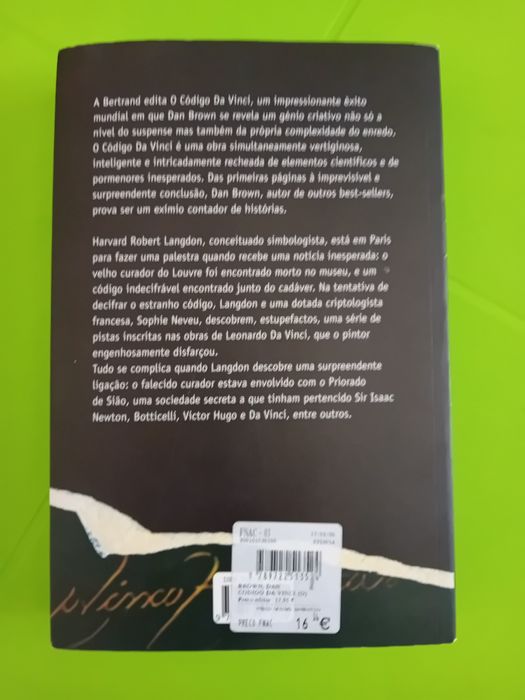 A Bertrand edita O Código Da Vinci, um impressionante êxito
mundial em que Dan Brown se revela um génio criativo não só a
nível do suspense mas também da própria complexidade do enredo.
O Código Da Vinci é uma obra simultaneamente vertiginosa,
inteligente e intricadamente recheada de elementos científicos e de
pormenores inesperados. Das primeiras páginas à imprevisível e
surpreendente conclusão, Dan Brown, autor de outros best-sellers,
prova ser um exímio contador de histórias.
Harvard Robert Langdon, conceituado simbologista, está em Paris
para fazer uma palestra quando recebe uma notícia inesperada: o
velho curador do Louvre foi encontrado morto no museu, e um
código indecifrável encontrado junto do cadáver. Na tentativa de
decifrar o estranho código, Langdon e uma dotada criptologista
francesa, Sophie Neveu, descobrem, estupefactos, uma série de
pistas inscritas nas obras de Leonardo Da Vinci, que o pintor
engenhosamente disfarçou.
Tudo se complica quando Langdon descobre uma surpreendente
ligação: o falecido curador estava envolvido com o Priorado
de Sião, uma sociedade secreta a que tinham pertencido Sir Isaac
Newton, Botticelli, Victor Hugo e Da Vinci, entre outros.
FNAC - 03
BROWN, DAN
CODIGO DA VINCI (O)
PRECO FNAC 16 €